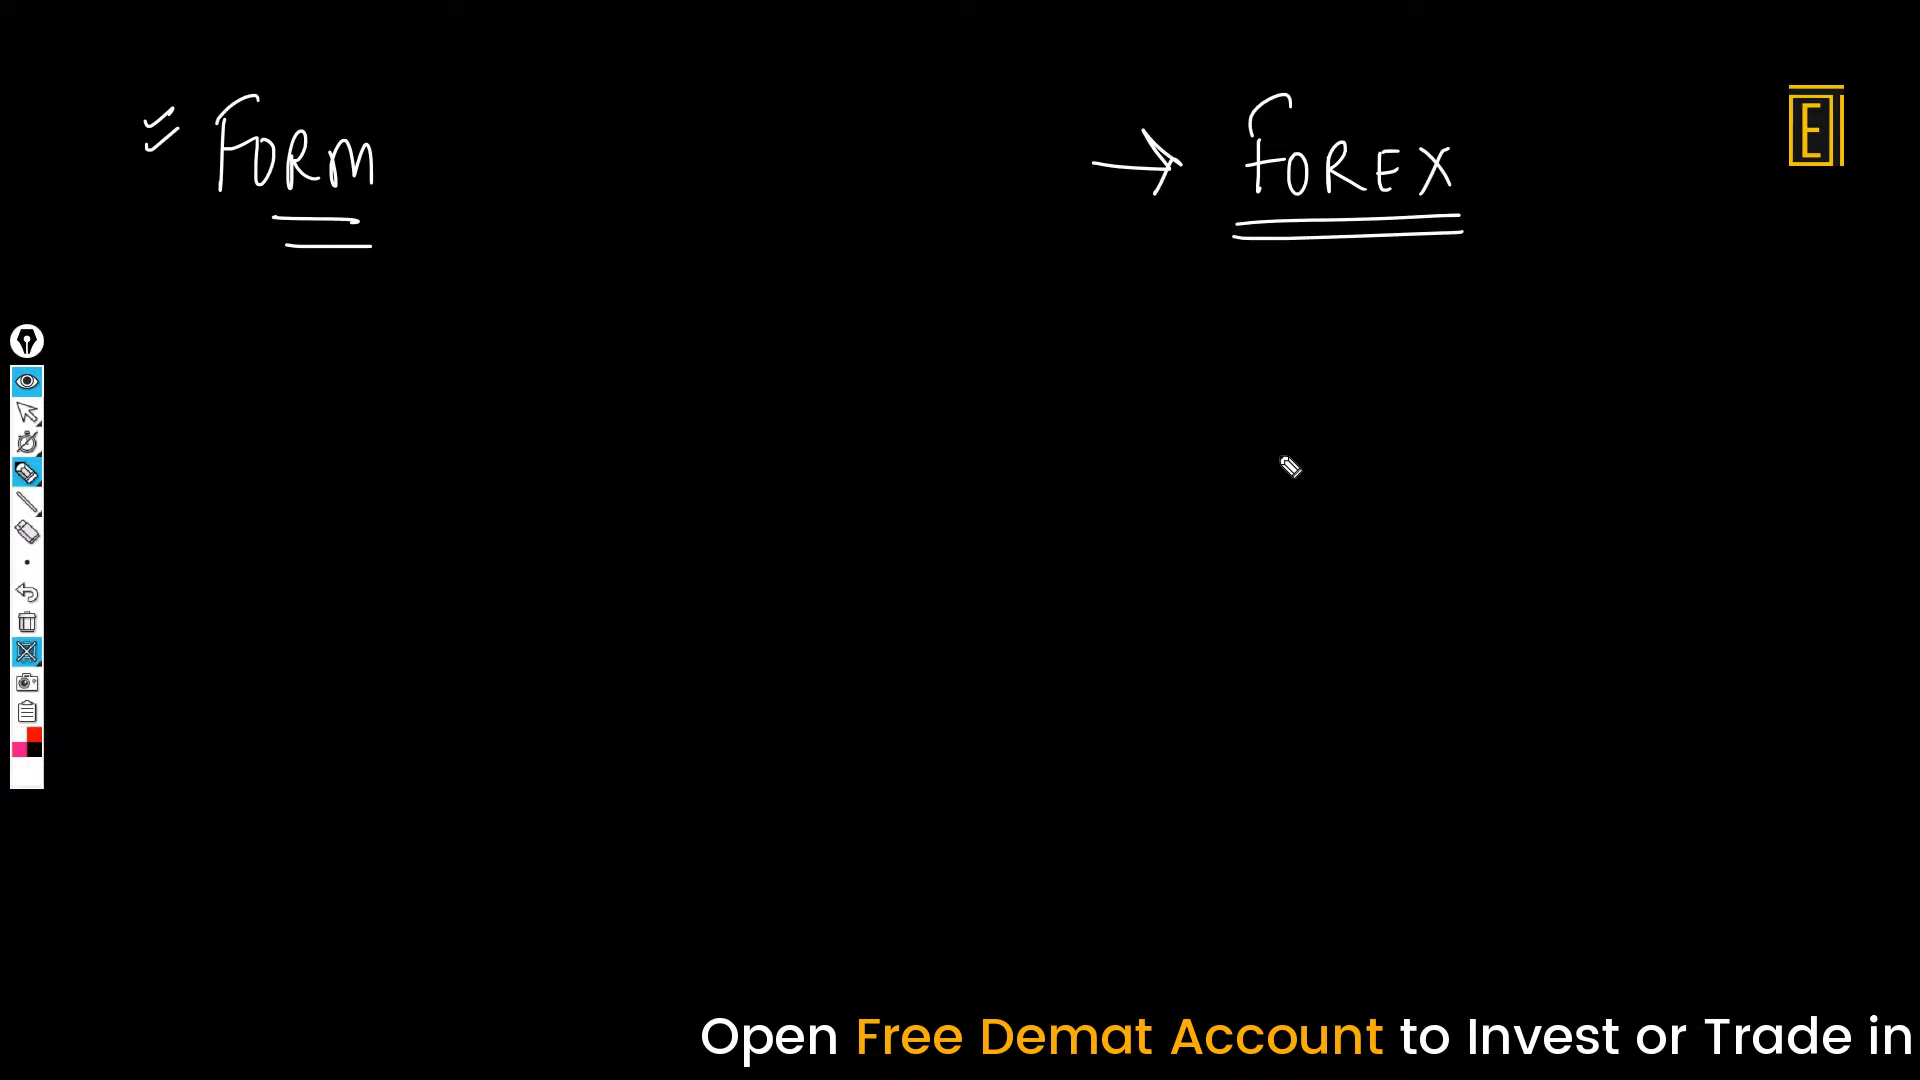 FORM
→ FOREX
E
Open Free Demat Account to Invest or Trade in